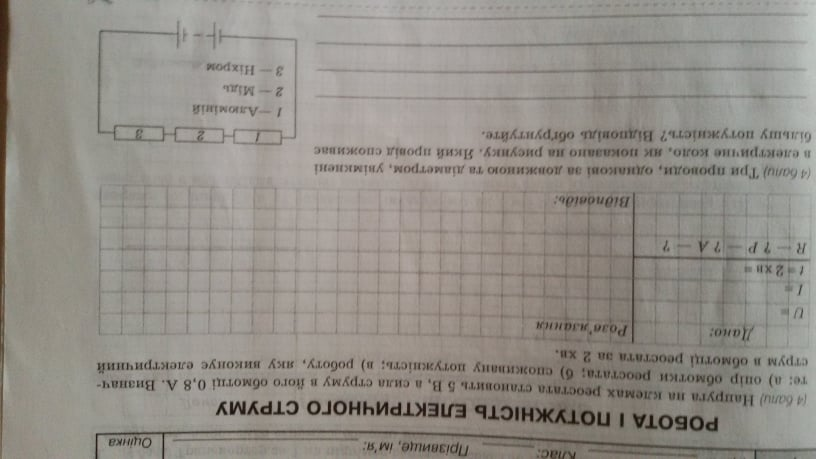 Клас: Прізвище, ім'я: Оцінка
РОБОТА І ПОТУЖНІСТЬ ЕЛЕКТРИЧНОГО СТРУМУ
(4 бали) Напруга на клемах реостата становить 5 В, а сила струму в його обмотці 0,8 А. Визнач-
те: а) опір обмотки реостата; б) споживану потужність; в) роботу, яку виконує електричний
струм в обмотці реостата за 2 хв.
Дано: Розв'язання
U =
I =
t = 2 хв =
R — ? P — ? A — ?
Відповідь:
(4 бали) Три проводи, однакові за довжиною та діаметром, увімкнені
в електричне коло, як показано на рисунку. Який провід споживає
більшу потужність? Відповідь обґрунтуйте.
1 2 3
1 — Алюміній
2 — Мідь
3 — Ніхром